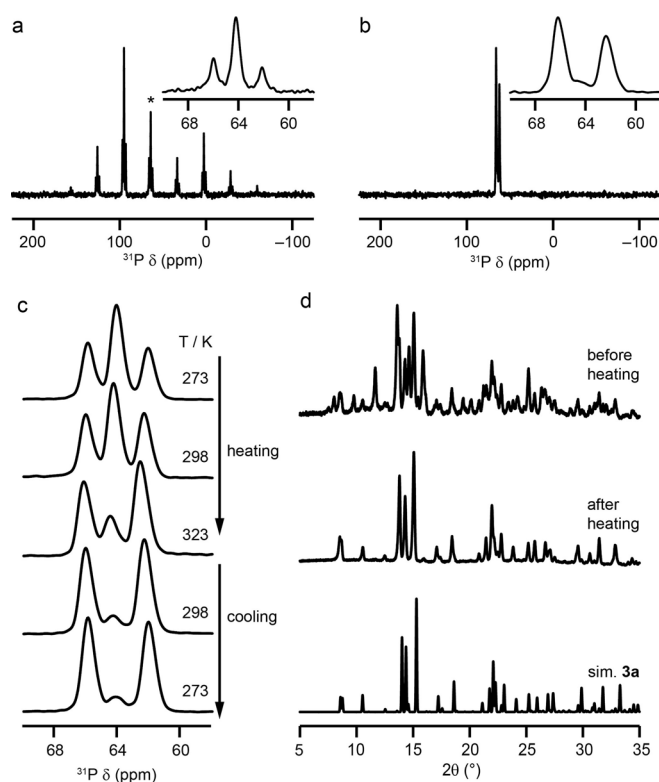 a
*
68 64 60
200 100 0 –100
³¹P δ (ppm)
b
68 64 60
200 100 0 –100
³¹P δ (ppm)
c
T / K
273
298
heating
323
298
cooling
273
68 64 60
³¹P δ (ppm)
d
before
heating
after
heating
sim. 3a
5 10 15 20 25 30 35
2θ (°)